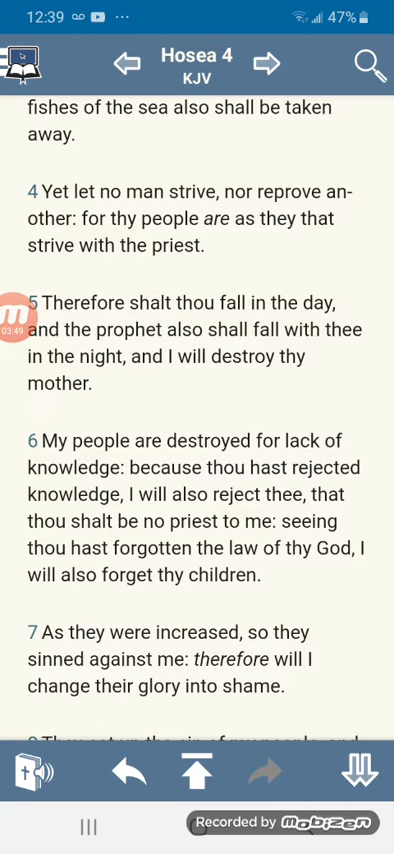 12:39
47%
Hosea 4
KJV
fishes of the sea also shall be taken
away.
4 Yet let no man strive, nor reprove an-
other: for thy people are as they that
strive with the priest.
5 Therefore shalt thou fall in the day,
and the prophet also shall fall with thee
in the night, and I will destroy thy
mother.
03:49
6 My people are destroyed for lack of
knowledge: because thou hast rejected
knowledge, I will also reject thee, that
thou shalt be no priest to me: seeing
thou hast forgotten the law of thy God, I
will also forget thy children.
7 As they were increased, so they
sinned against me: therefore will I
change their glory into shame.
Recorded by mobizen